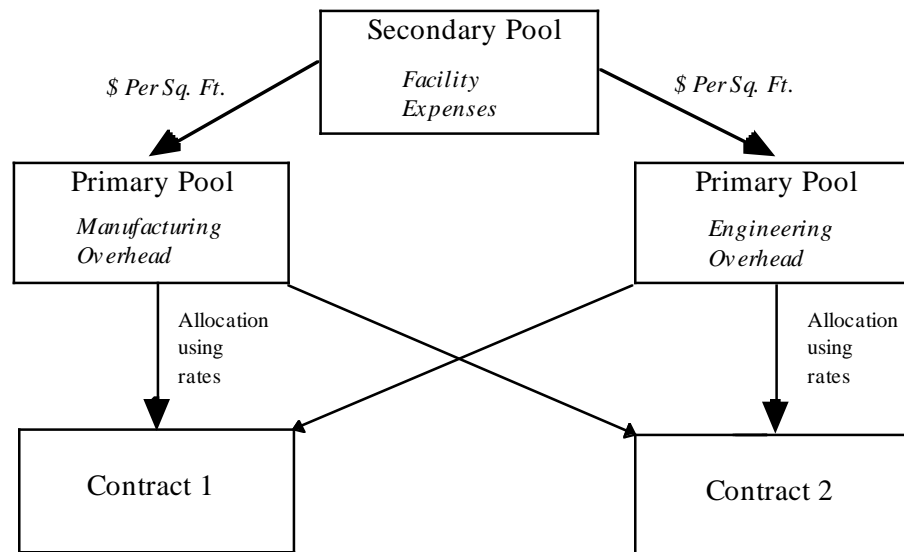 Secondary Pool
Facility
Expenses
$ Per Sq. Ft.
$ Per Sq. Ft.
Primary Pool
Manufacturing
Overhead
Primary Pool
Engineering
Overhead
Allocation
using
rates
Allocation
using
rates
Contract 1
Contract 2